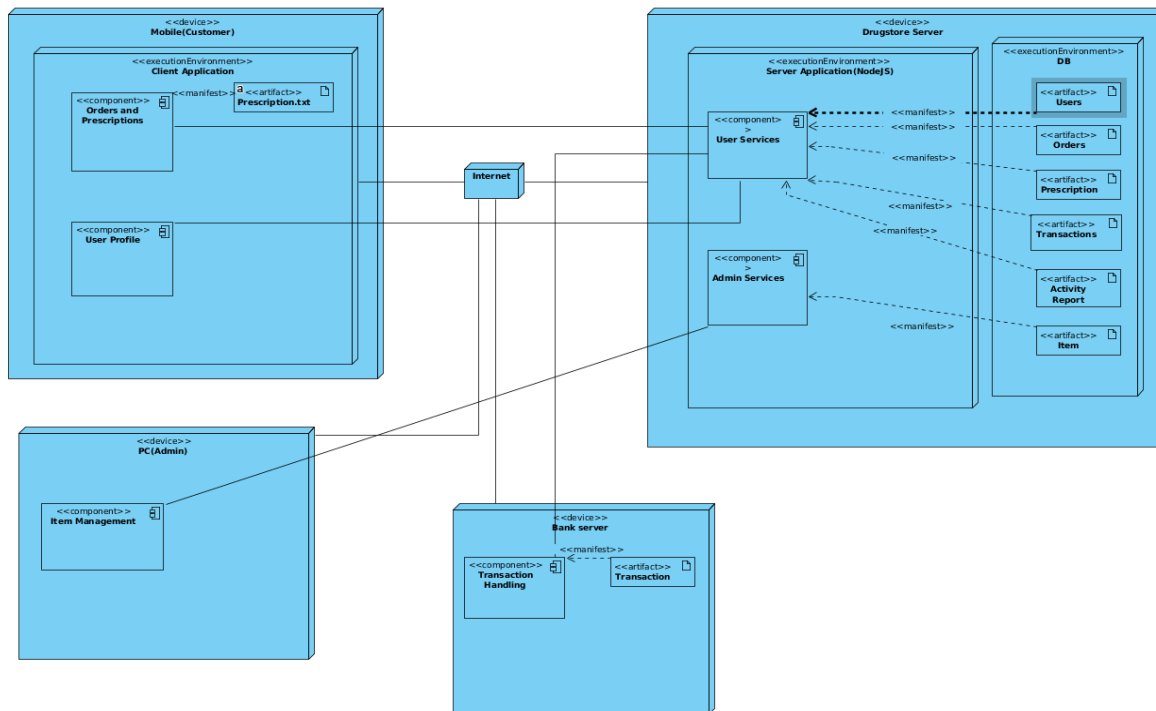 <<device>>
Mobile(Customer)
<<executionEnvironment>>
Client Application
<<component>>
Orders and
Prescriptions
<<manifest>>
a
<<artifact>>
Prescription.txt
<<component>>
User Profile
Internet
<<device>>
Drugstore Server
<<executionEnvironment>>
Server Application(NodeJS)
<<component>
>
User Services
<<component>
>
Admin Services
<<manifest>>
<<manifest>>
<<manifest>>
<<manifest>>
<<manifest>>
<<manifest>>
<<executionEnvironment>>
DB
<<artifact>>
Users
<<artifact>>
Orders
<<artifact>>
Prescription
<<artifact>>
Transactions
<<artifact>>
Activity
Report
<<artifact>>
Item
<<device>>
PC(Admin)
<<component>>
Item Management
<<device>>
Bank server
<<manifest>>
<<component>>
Transaction
Handling
<<artifact>>
Transaction